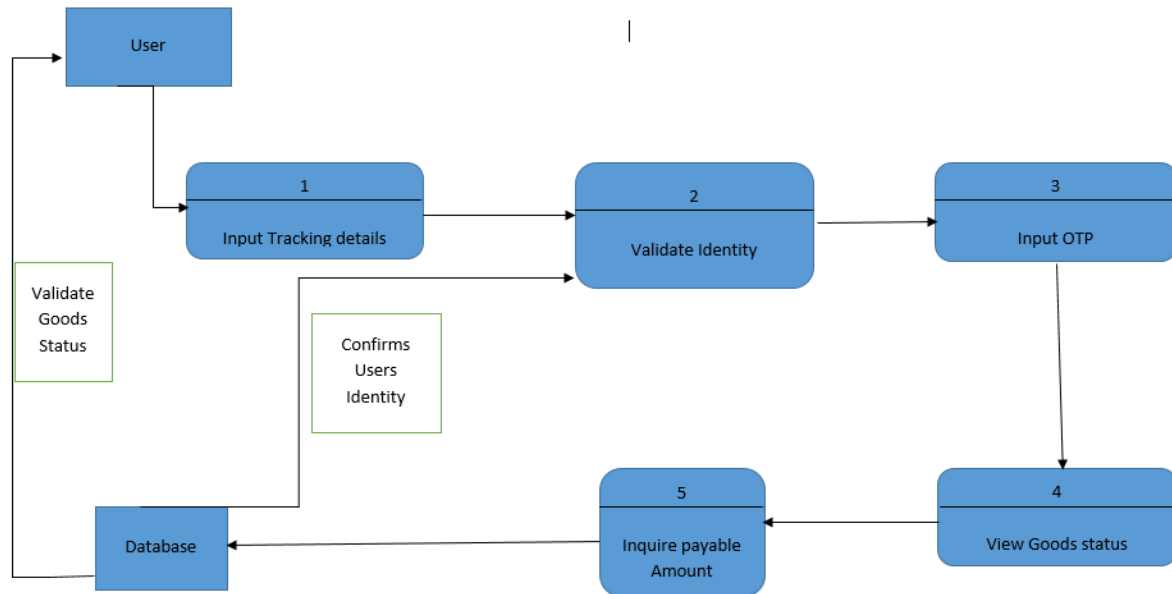 User
1
Input Tracking details
2
Validate Identity
3
Input OTP
Validate
Goods
Status
Confirms
Users
Identity
4
View Goods status
5
Inquire payable
Amount
Database